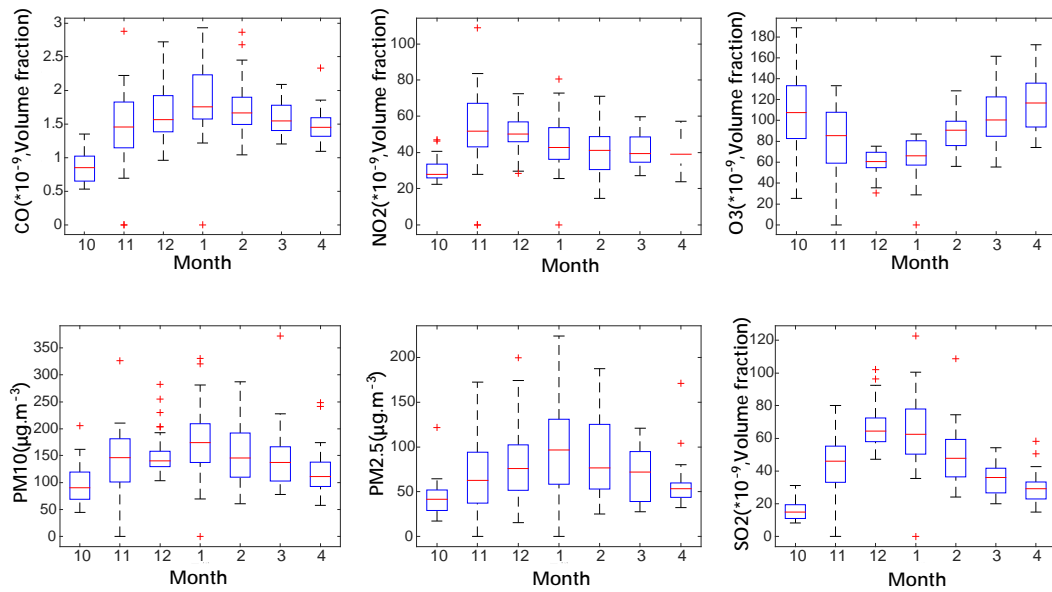 CO(*10⁻⁹,Volume fraction)
3
2.5
2
1.5
1
0.5
0
10 11 12 1 2 3 4
Month
NO2(*10⁻⁹,Volume fraction)
100
80
60
40
20
0
10 11 12 1 2 3 4
Month
O3(*10⁻⁹,Volume fraction)
180
160
140
120
100
80
60
40
20
0
10 11 12 1 2 3 4
Month
PM10(μg.m⁻³)
350
300
250
200
150
100
50
0
10 11 12 1 2 3 4
Month
PM2.5(μg.m⁻³)
200
150
100
50
0
10 11 12 1 2 3 4
Month
SO2(*10⁻⁹,Volume fraction)
120
100
80
60
40
20
0
10 11 12 1 2 3 4
Month